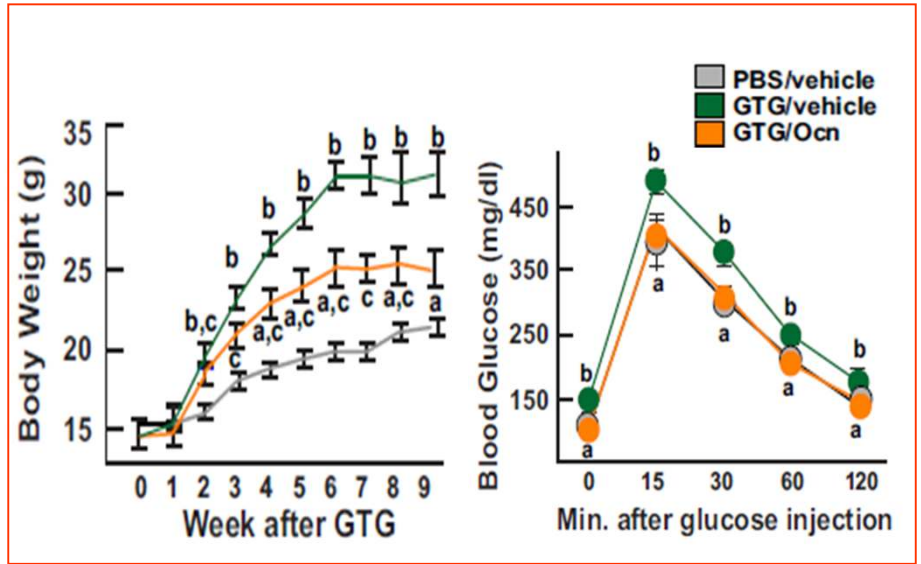 PBS/vehicle
GTG/vehicle
GTG/Ocn
Body Weight (g)
35
30
25
20
15
b b b b
b
b
b
b,c
c
a,c
a,c
a,c
c
a,c
a
0 1 2 3 4 5 6 7 8 9
Week after GTG
Blood Glucose (mg/dl)
450
350
250
150
b
b
b
b
b
a
a
a
a
a
0 15 30 60 120
Min. after glucose injection